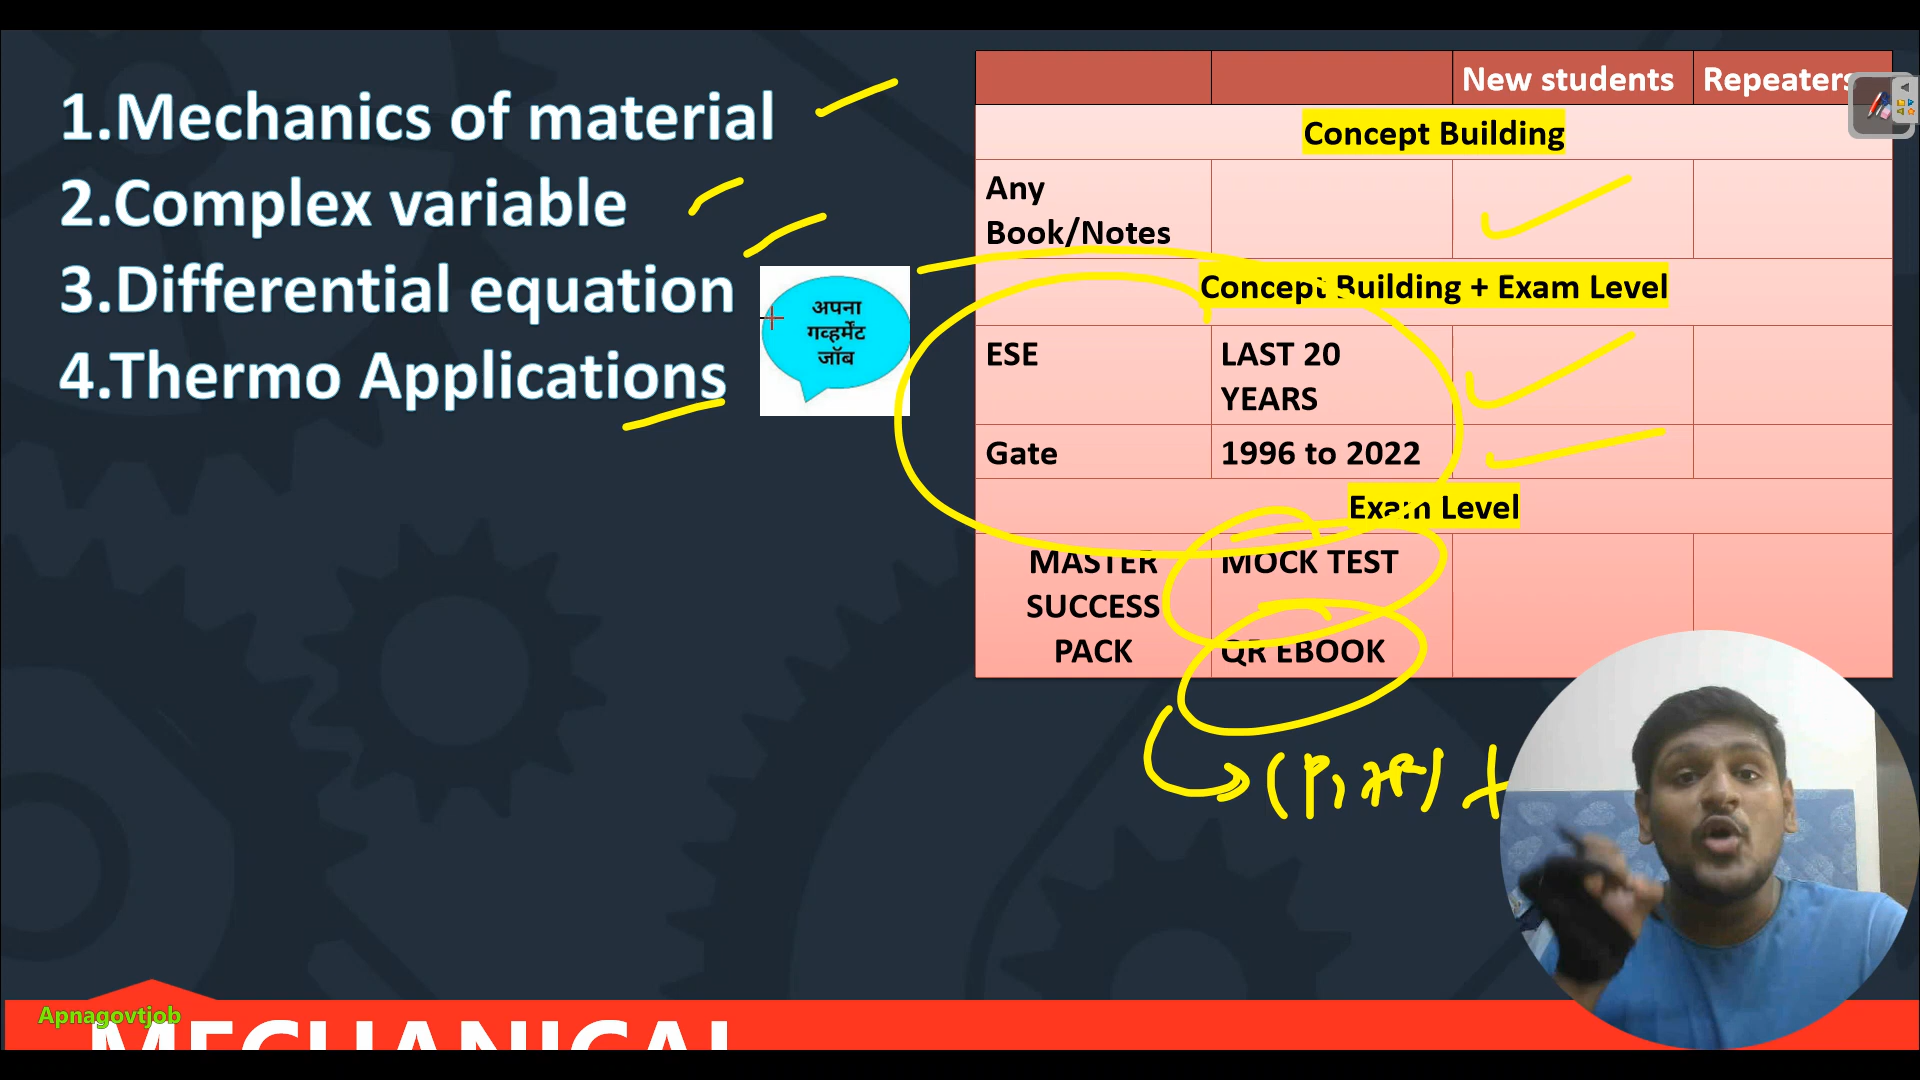 1.Mechanics of material
2.Complex variable
3.Differential equation
4.Thermo Applications
अपना
गव्हर्मेंट
जॉब
New students Repeaters
Concept Building
Any
Book/Notes
Concept Building + Exam Level
ESE LAST 20
YEARS
Gate 1996 to 2022
Exam Level
MASTER MOCK TEST
SUCCESS
PACK QR EBOOK
Apnagovtjob
MECHANICAL